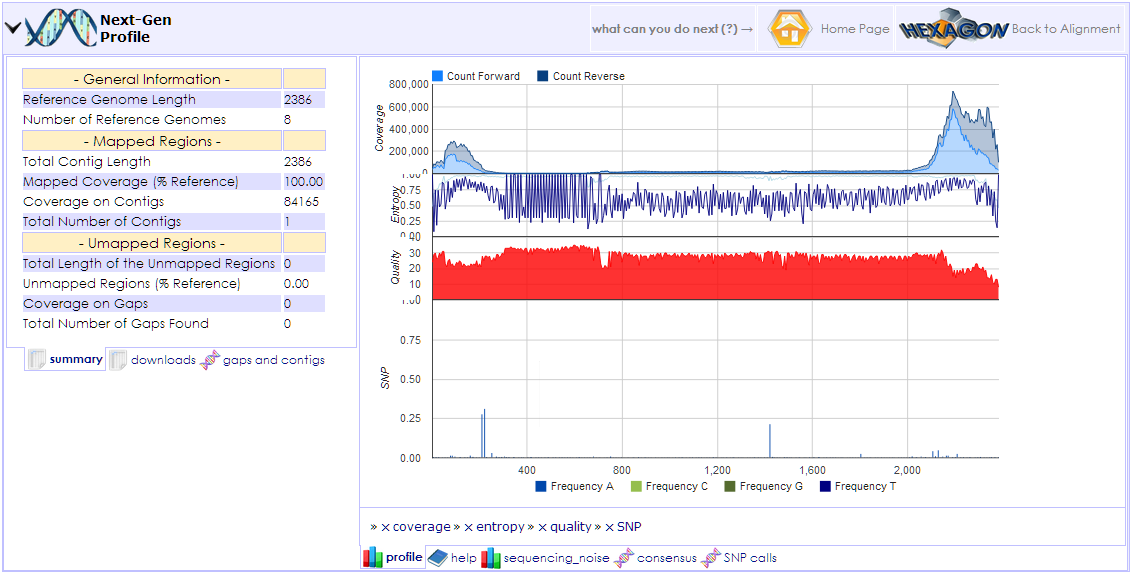 Next-Gen
Profile
what can you do next (?) →
Home Page
HEXAGON
Back to Alignment
- General Information -
Reference Genome Length 2386
Number of Reference Genomes 8
- Mapped Regions -
Total Contig Length 2386
Mapped Coverage (% Reference) 100.00
Coverage on Contigs 84165
Total Number of Contigs 1
- Umapped Regions -
Total Length of the Unmapped Regions 0
Unmapped Regions (% Reference) 0.00
Coverage on Gaps 0
Total Number of Gaps Found 0
summary downloads gaps and contigs
Count Forward Count Reverse
Coverage
800,000
600,000
400,000
200,000
0
Entropy
1.00
0.75
0.50
0.25
Quality
40
30
20
10
SNP
1.00
0.75
0.50
0.25
0.00
400 800 1,200 1,600 2,000
Frequency A Frequency C Frequency G Frequency T
» x coverage » x entropy » x quality » x SNP
profile help sequencing_noise consensus SNP calls